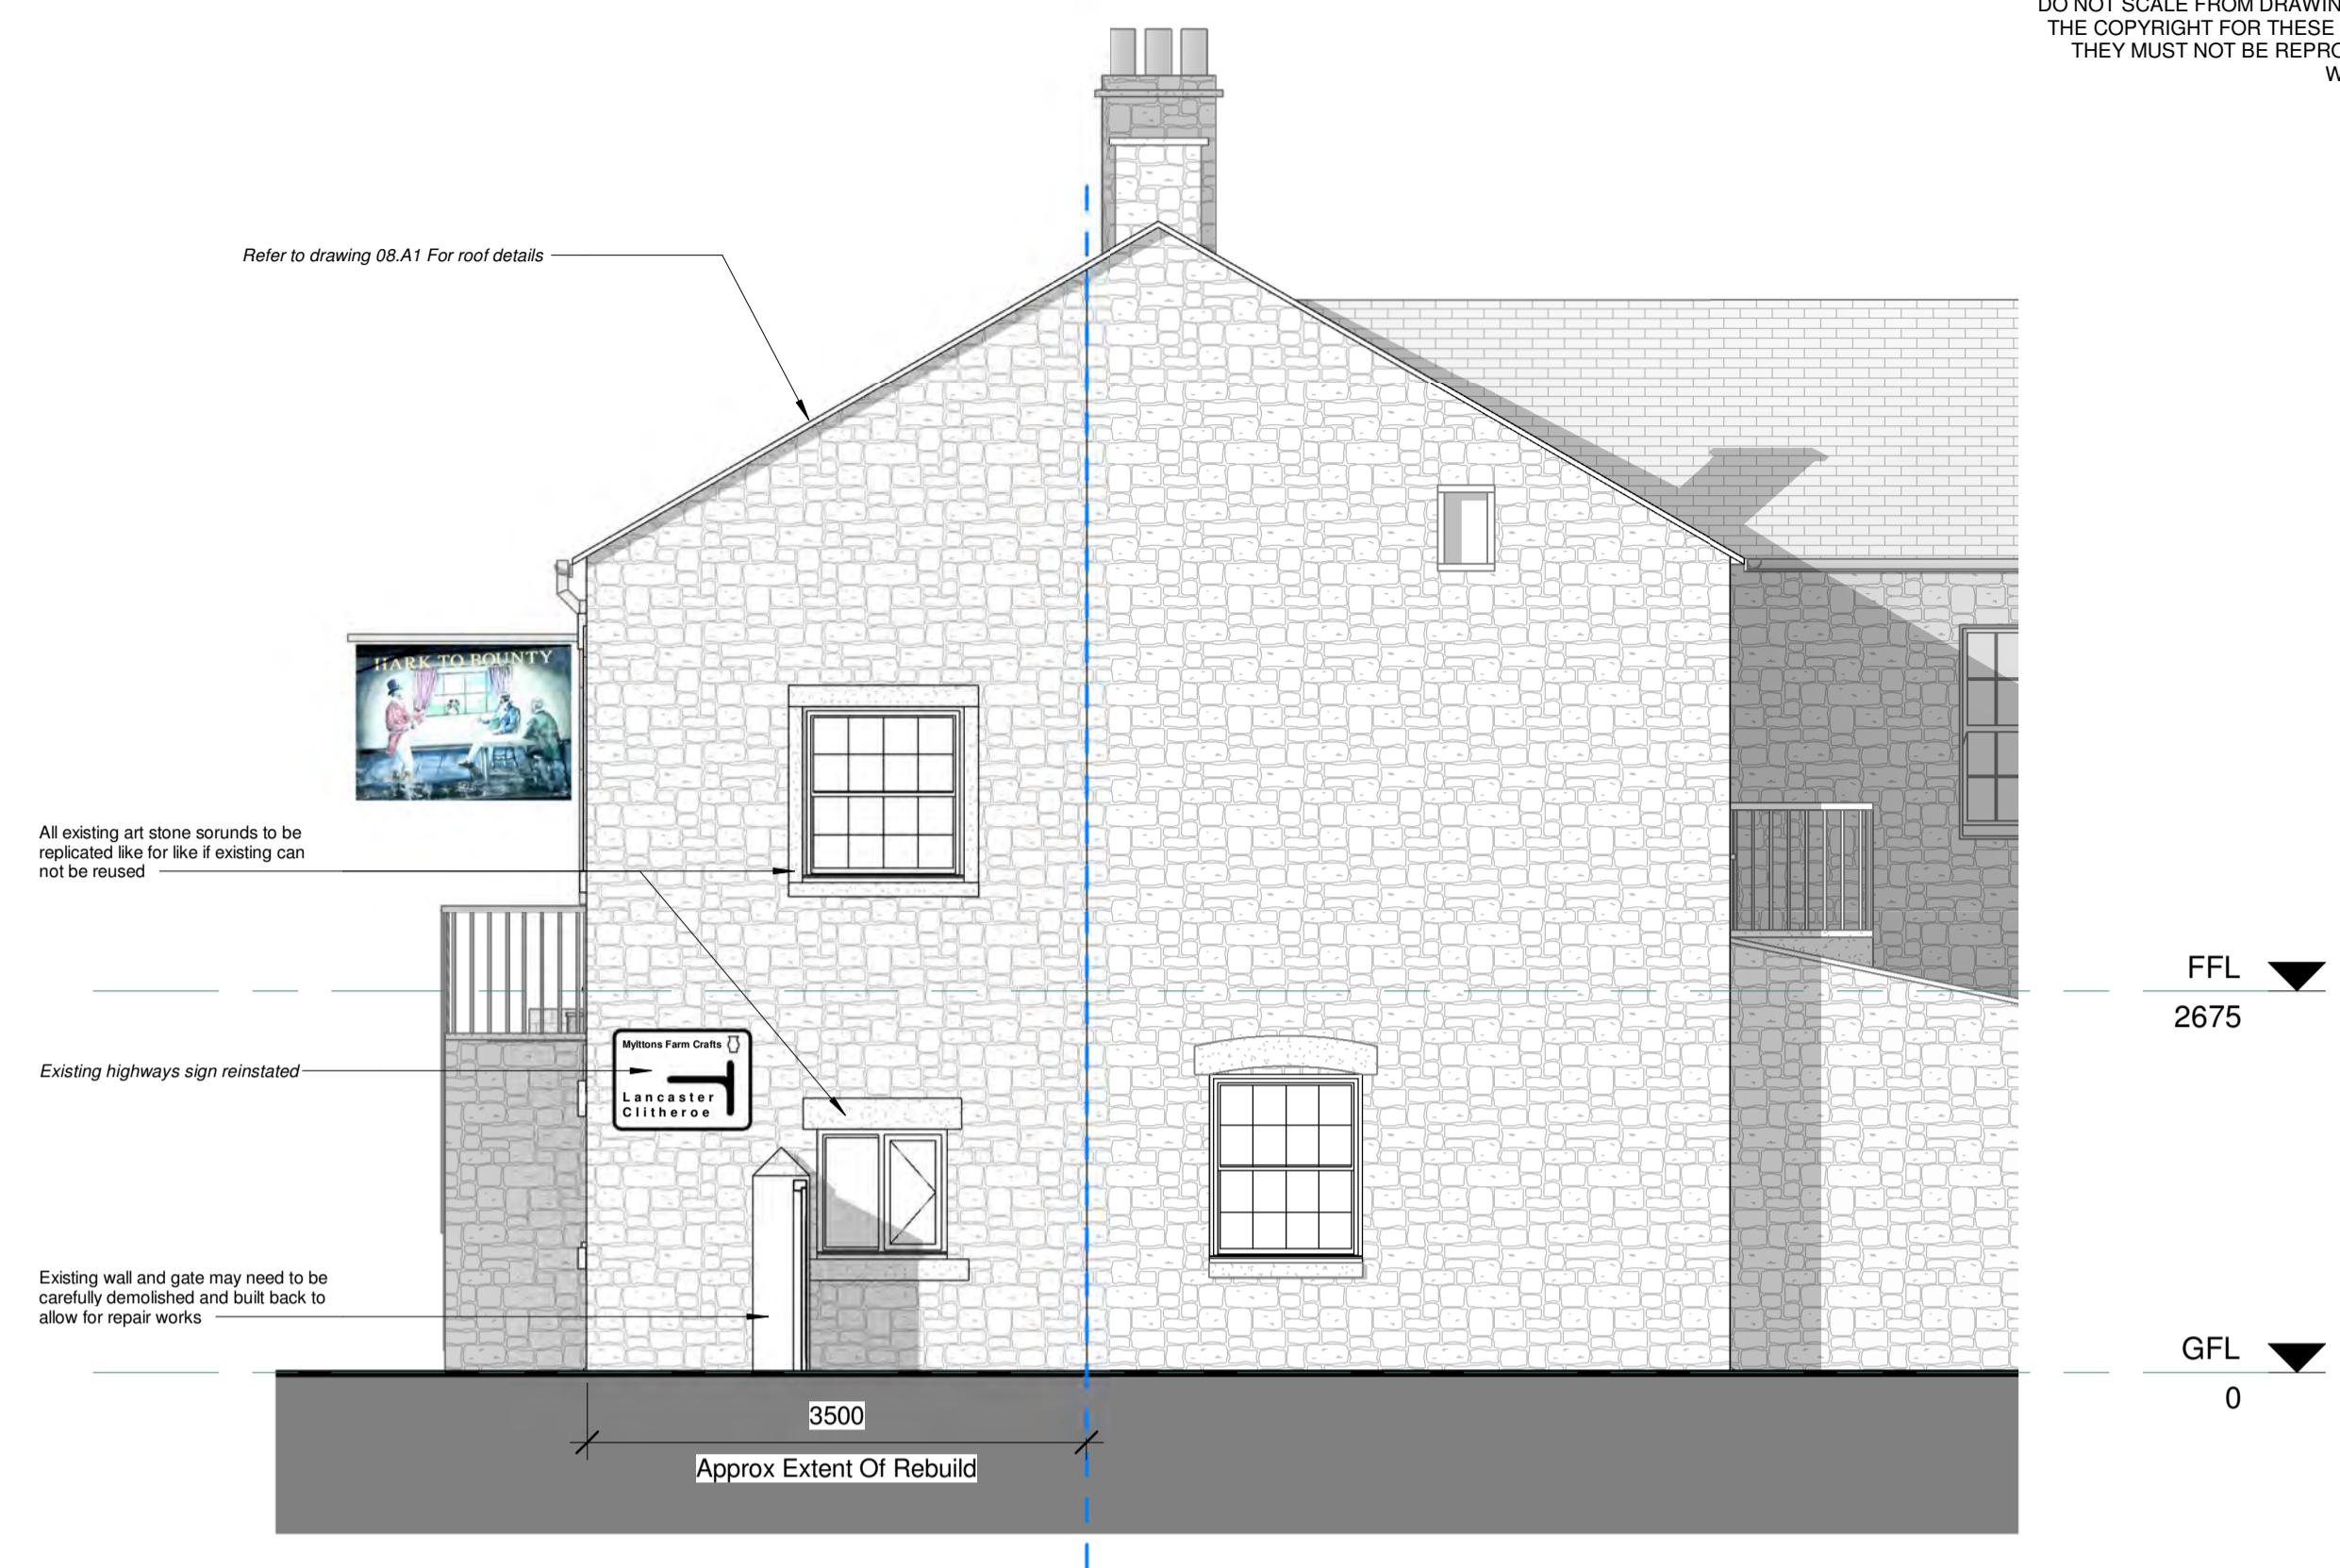 DO NOT SCALE FROM DRAWIN
THE COPYRIGHT FOR THESE
THEY MUST NOT BE REPRO
W
Refer to drawing 08.A1 For roof details
HARK TO BOUNTY
All existing art stone sorunds to be
replicated like for like if existing can
not be reused
FFL
2675
Mylttons Farm Crafts
Lancaster
Clitheroe
Existing highways sign reinstated
Existing wall and gate may need to be
carefully demolished and built back to
allow for repair works
GFL
0
3500
Approx Extent Of Rebuild